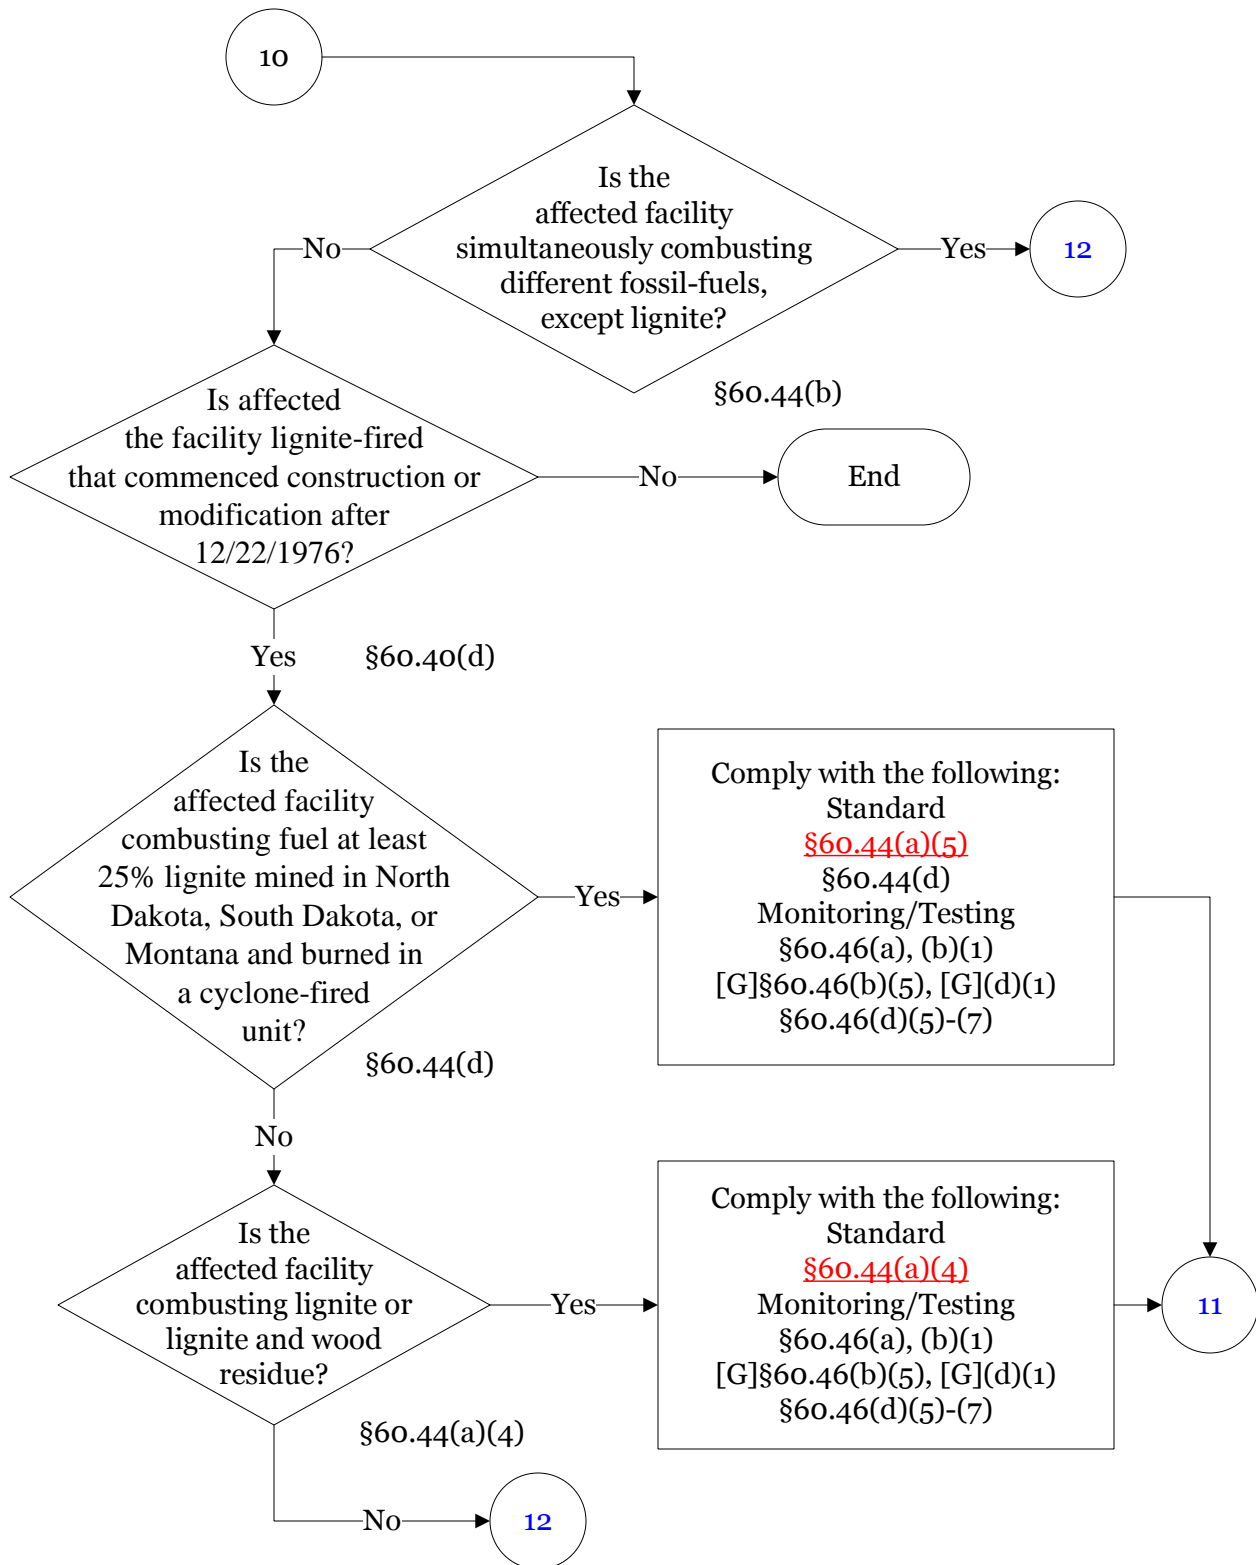 10
Is the
affected facility
simultaneously combusting
different fossil-fuels,
except lignite?
No
Yes
12
§60.44(b)
Is affected
the facility lignite-fired
that commenced construction or
modification after
12/22/1976?
No
End
Yes
§60.40(d)
Is the
affected facility
combusting fuel at least
25% lignite mined in North
Dakota, South Dakota, or
Montana and burned in
a cyclone-fired
unit?
Yes
§60.44(d)
Comply with the following:
Standard
§60.44(a)(5)
§60.44(d)
Monitoring/Testing
§60.46(a), (b)(1)
[G]§60.46(b)(5), [G](d)(1)
§60.46(d)(5)-(7)
No
Is the
affected facility
combusting lignite or
lignite and wood
residue?
Yes
Comply with the following:
Standard
§60.44(a)(4)
Monitoring/Testing
§60.46(a), (b)(1)
[G]§60.46(b)(5), [G](d)(1)
§60.46(d)(5)-(7)
11
§60.44(a)(4)
No
12